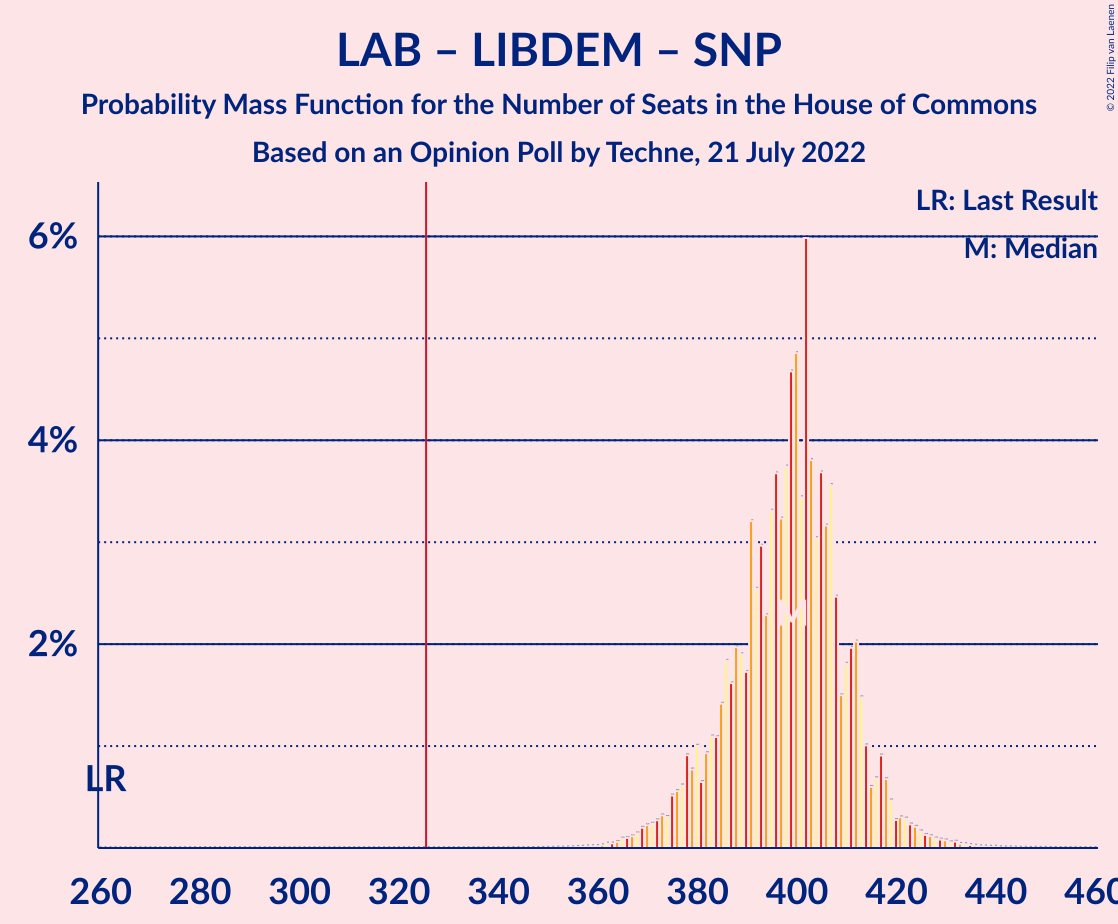 LAB – LIBDEM – SNP
Probability Mass Function for the Number of Seats in the House of Commons
Based on an Opinion Poll by Techne, 21 July 2022
© 2022 Filip van Laenen
LR: Last Result
M: Median
6%
4%
2%
LR
M
260 280 300 320 340 360 380 400 420 440 460